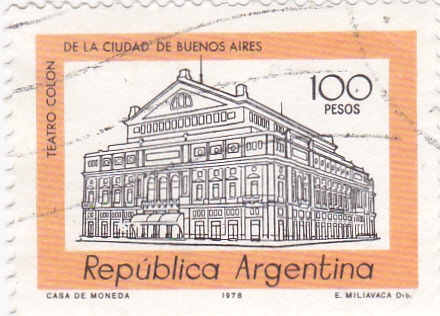 TEATRO COLON
DE LA CIUDAD DE BUENOS AIRES
100
PESOS
República Argentina
CASA DE MONEDA 1978 E. MILIAVACA Dib.